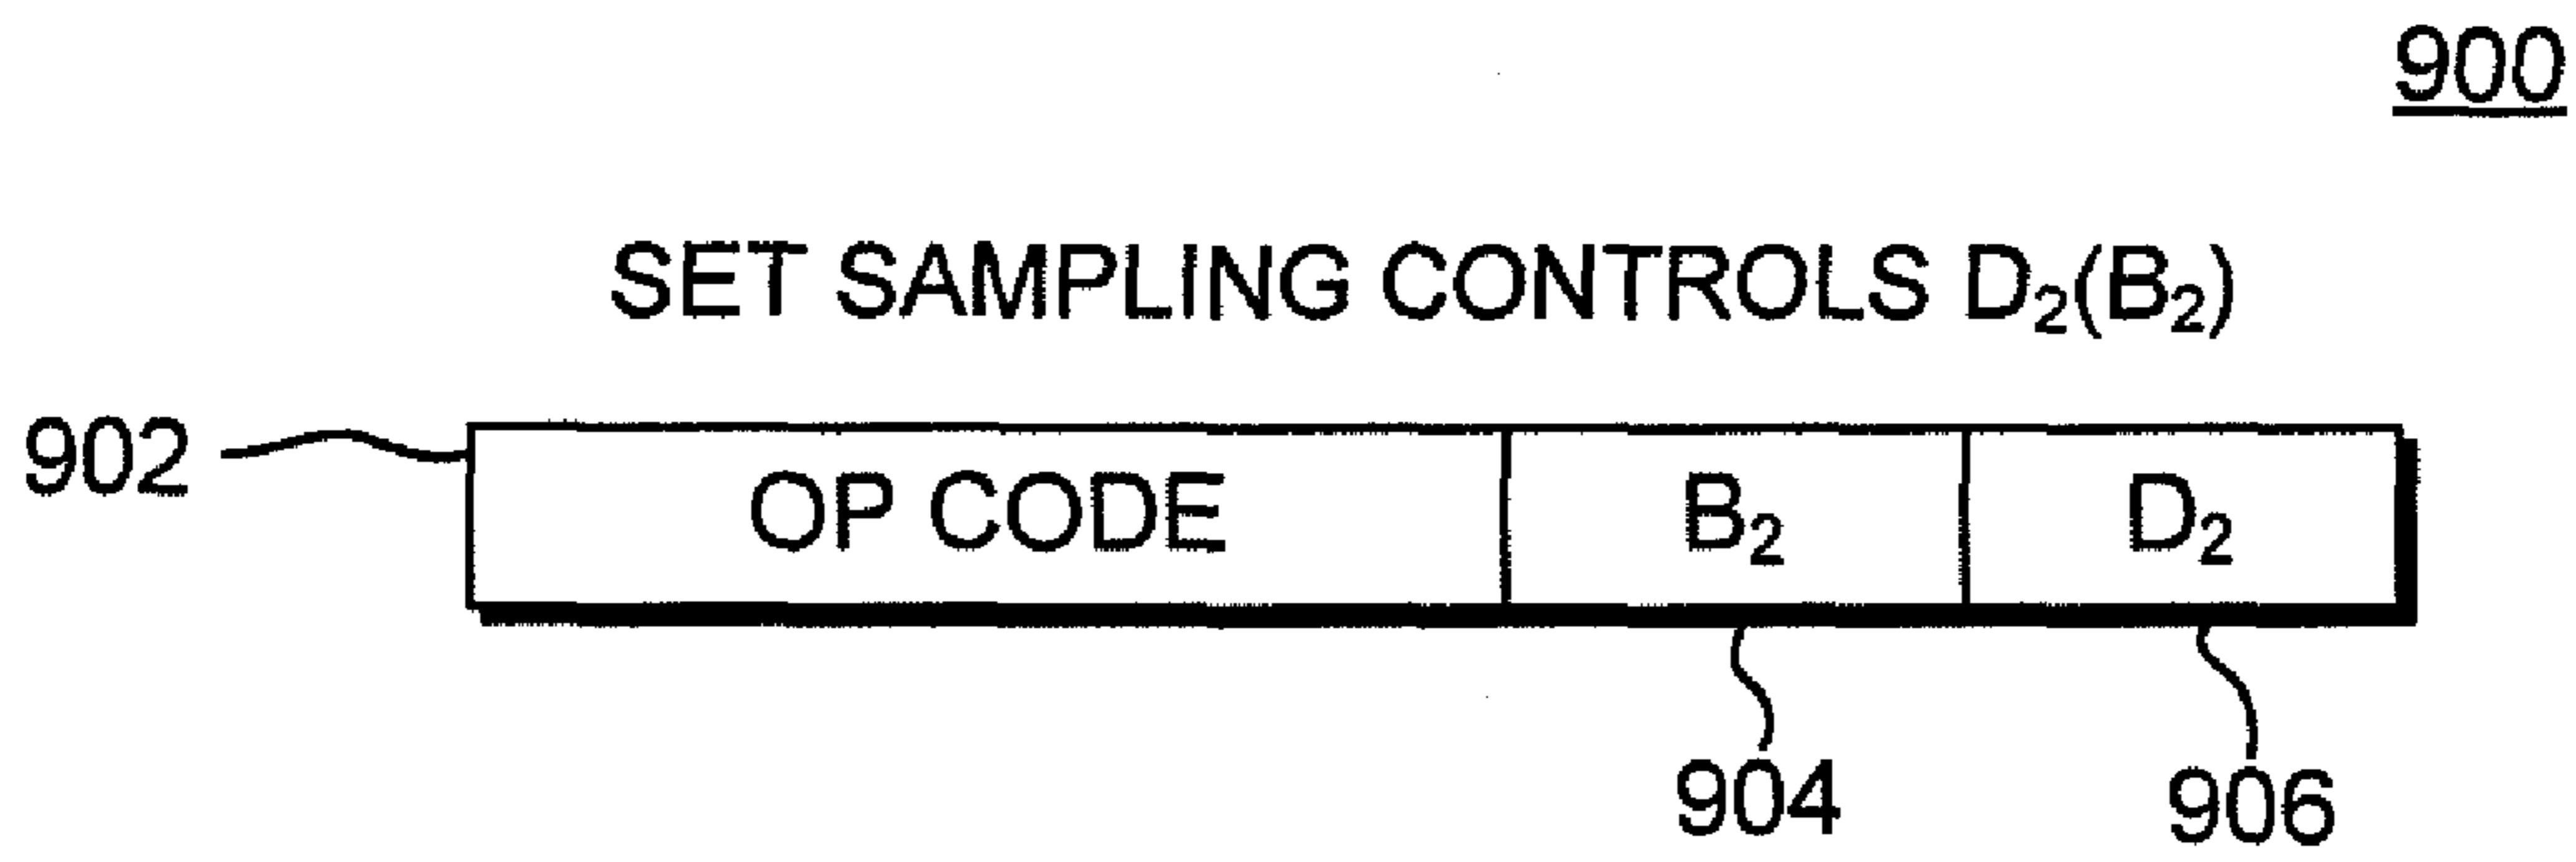 900
SET SAMPLING CONTROLS D₂(B₂)
902
OP CODE B₂ D₂
904 906